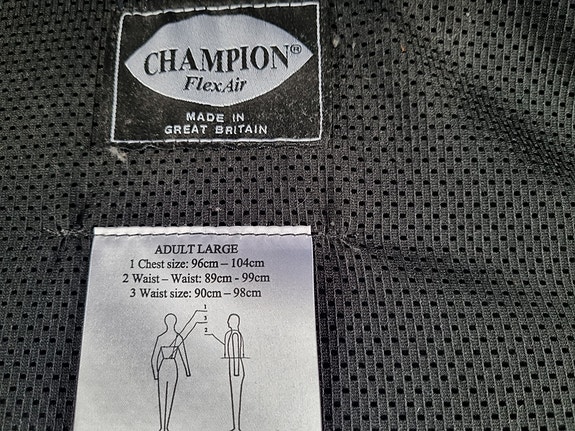 CHAMPION®
FlexAir
MADE IN
GREAT BRITAIN
ADULT LARGE
1 Chest size: 96cm – 104cm
2 Waist – Waist: 89cm - 99cm
3 Waist size: 90cm – 98cm
1
3
2